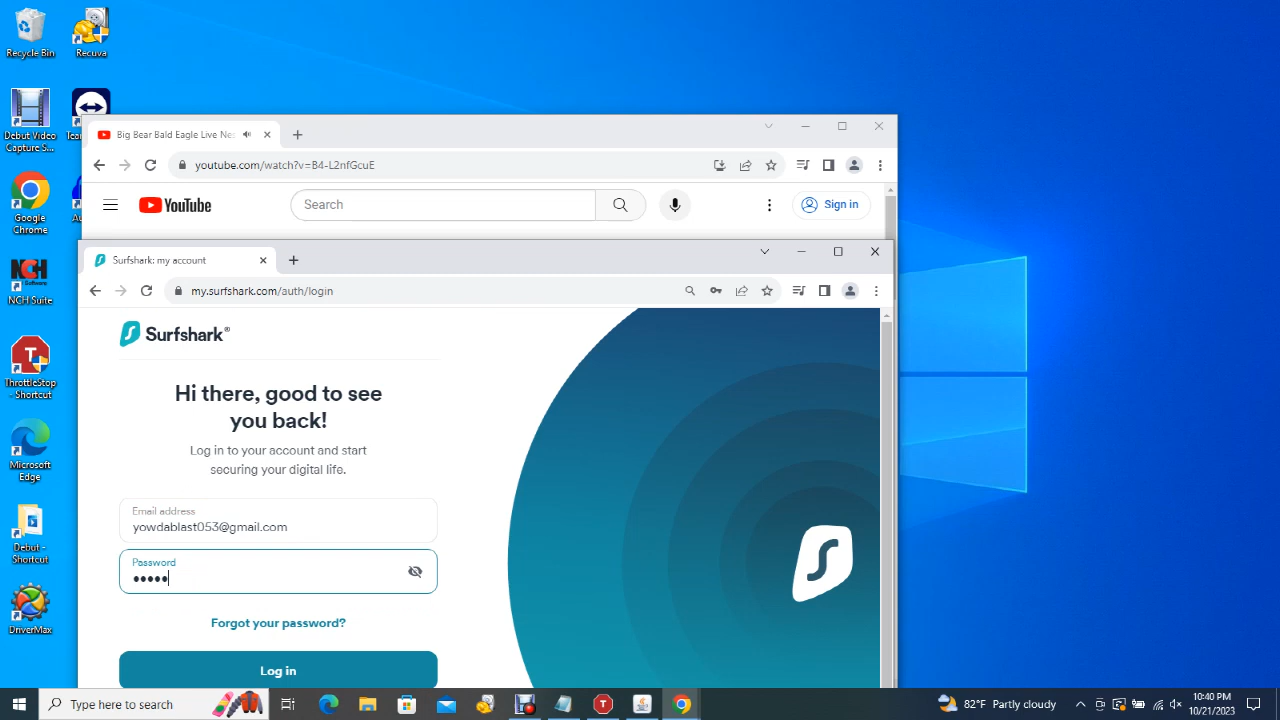 Recycle Bin
Recuva
Debut Video
Capture S...
Google
Chrome
NCH Software
NCH Suite
T
ThrottleStop
- Shortcut
Microsoft
Edge
Debut -
Shortcut
DriverMax
Big Bear Bald Eagle Live Nes
youtube.com/watch?v=B4-L2nfGcuE
YouTube
Search
Sign in
Surfshark: my account
my.surfshark.com/auth/login
Surfshark®
Hi there, good to see
you back!
Log in to your account and start
securing your digital life.
Email address
yowdablast053@gmail.com
Password
•••••
Forgot your password?
Log in
Type here to search
T
82°F Partly cloudy
10:40 PM
10/21/2023